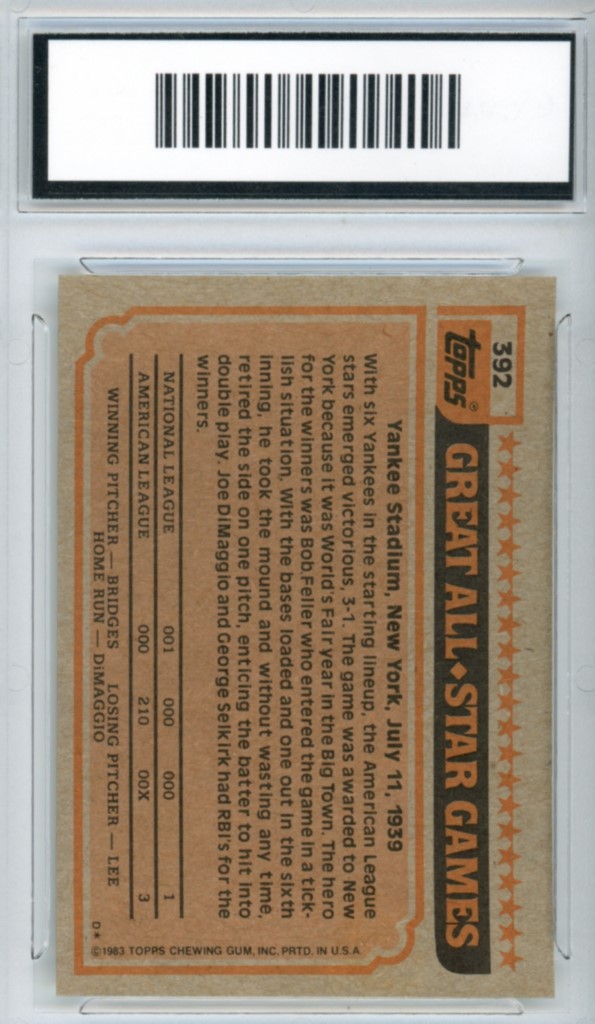 392
topps®
GREAT ALL◆STAR GAMES
Yankee Stadium, New York, July 11, 1939
With six Yankees in the starting lineup, the American League
stars emerged victorious, 3-1. The game was awarded to New
York because it was World's Fair year in the Big Town. The hero
for the winners was Bob Feller who entered the game in a tick-
lish situation. With the bases loaded and one out in the sixth
inning, he took the mound and without wasting any time,
retired the side on one pitch, enticing the batter to hit into
double play. Joe DiMaggio and George Selkirk had RBI's for the
winners.
NATIONAL LEAGUE 001 000 000 1
AMERICAN LEAGUE 000 210 00X 3
WINNING PITCHER — BRIDGES LOSING PITCHER — LEE
HOME RUN — DiMAGGIO
D*
©1983 TOPPS CHEWING GUM, INC. PRTD. IN U.S.A.